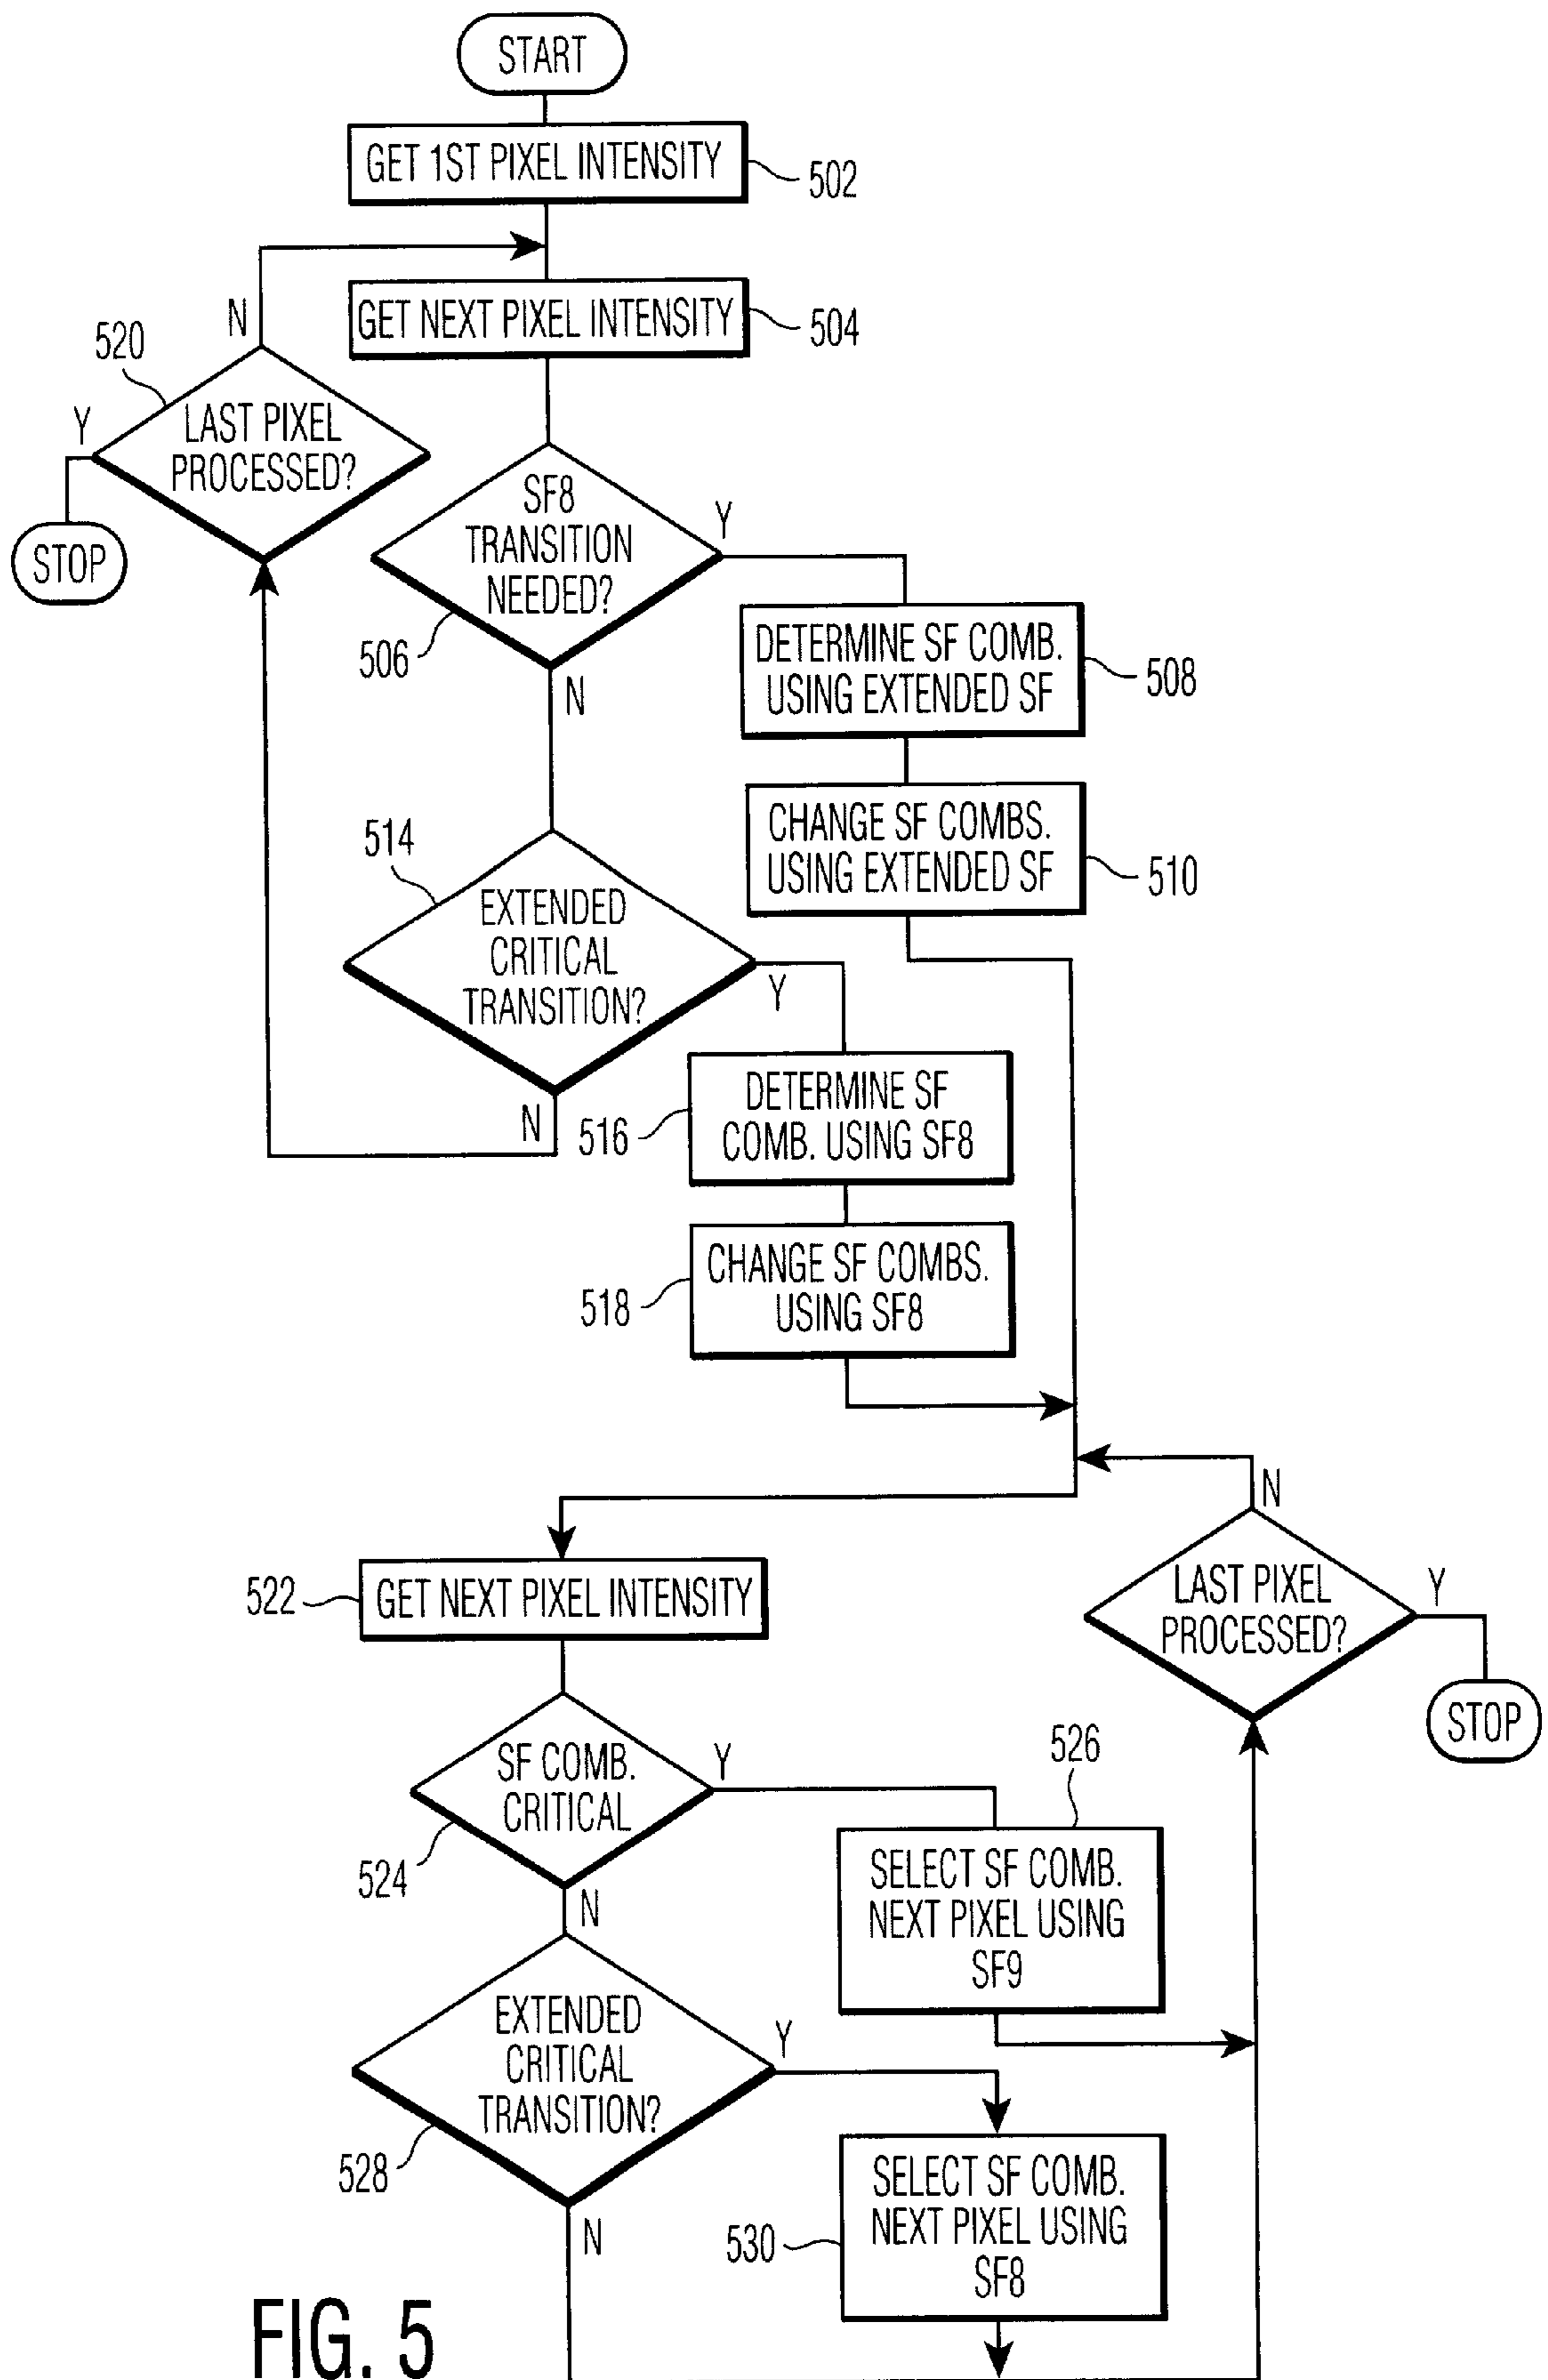 START
GET 1ST PIXEL INTENSITY
502
GET NEXT PIXEL INTENSITY
504
N
520
Y
LAST PIXEL
PROCESSED?
STOP
SF8
TRANSITION
NEEDED?
Y
506
N
DETERMINE SF COMB.
USING EXTENDED SF
508
CHANGE SF COMBS.
USING EXTENDED SF
510
514
EXTENDED
CRITICAL
TRANSITION?
Y
N
516
DETERMINE SF
COMB. USING SF8
518
CHANGE SF COMBS.
USING SF8
N
522
GET NEXT PIXEL INTENSITY
LAST PIXEL
PROCESSED?
Y
STOP
SF COMB.
CRITICAL
Y
524
N
526
SELECT SF COMB.
NEXT PIXEL USING
SF9
EXTENDED
CRITICAL
TRANSITION?
Y
528
N
530
SELECT SF COMB.
NEXT PIXEL USING
SF8
FIG. 5